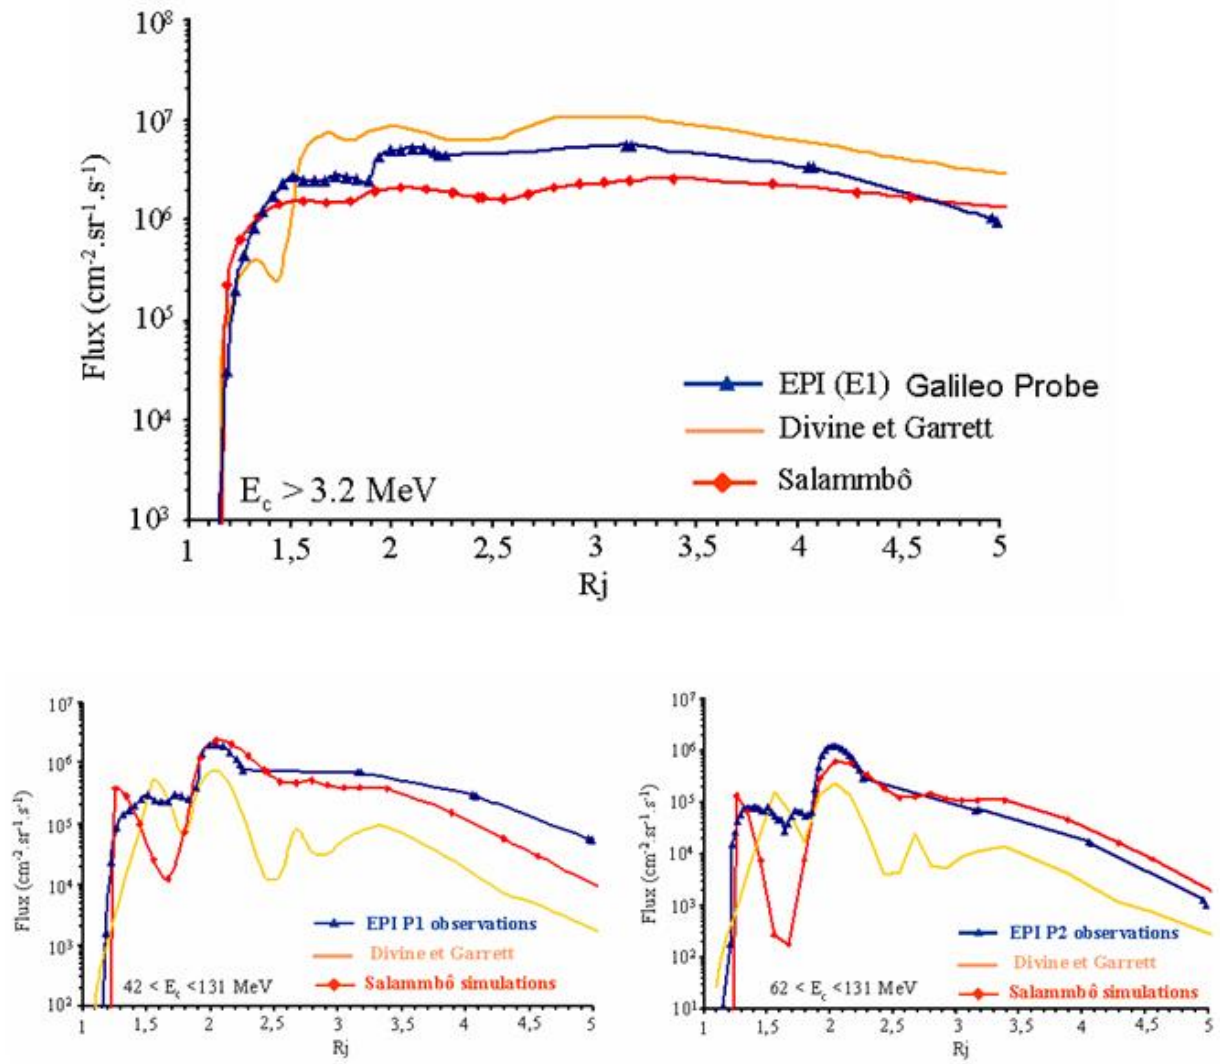 10⁸
10⁷
10⁶
10⁵
10⁴
10³
Flux (cm⁻².sr⁻¹.s⁻¹)
EPI (E1) Galileo Probe
Divine et Garrett
Salammbô
E_c > 3.2 MeV
1 1,5 2 2,5 3 3,5 4 4,5 5
Rj
10⁷
10⁶
10⁵
10⁴
10³
10²
Flux (cm⁻².sr⁻¹.s⁻¹)
EPI P1 observations
Divine et Garrett
Salammbô simulations
42 < E_c <131 MeV
1 1,5 2 2,5 3 3,5 4 4,5 5
Rj
10⁷
10⁶
10⁵
10⁴
10³
10²
10¹
Flux (cm⁻².sr⁻¹.s⁻¹)
EPI P2 observations
Divine et Garrett
Salammbô simulations
62 < E_c <131 MeV
1 1,5 2 2,5 3 3,5 4 4,5 5
Rj